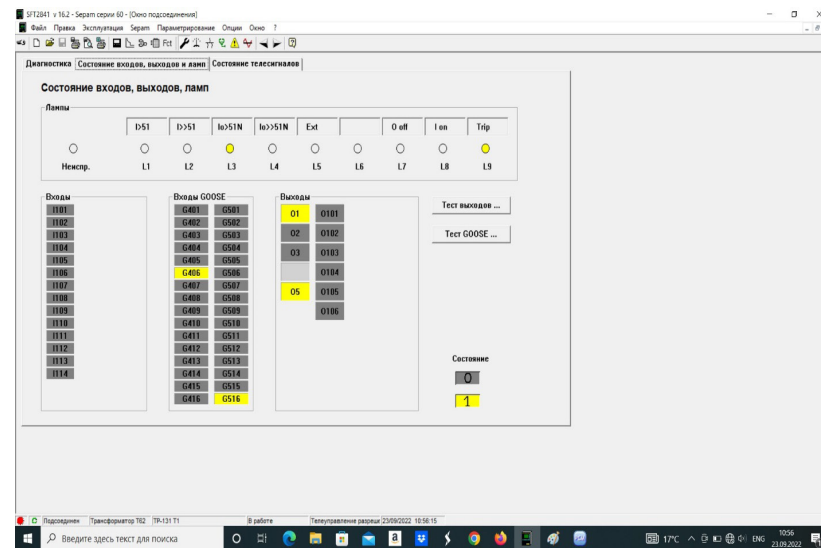 SFT2841 v 16.2 - Sepam серии 60 - [Окно подсоединения]
Файл Правка Эксплуатация Sepam Параметрирование Опции Окно ?
Fct
Диагностика Состояние входов, выходов и ламп Состояние телесигналов
Состояние входов, выходов, ламп
Лампы
I>51 I>>51 Io>51N Io>>51N Ext 0 off I on Trip
Неиспр. L1 L2 L3 L4 L5 L6 L7 L8 L9
Входы Входы GOOSE Выходы
I101 G401 G501 O1 O101 Тест выходов ...
I102 G402 G502
I103 G403 G503 O2 O102 Тест GOOSE ...
I104 G404 G504 O3 O103
I105 G405 G505
I106 G406 G506 O104
I107 G407 G507 O5 O105
I108 G408 G508
I109 G409 G509 O106
I110 G410 G510
I111 G411 G511
I112 G412 G512
I113 G413 G513 Состояние
I114 G414 G514 0
G415 G515
G416 G516 1
Подсоединен Трансформатор T62 ТР-131 Т1 В работе Телеуправление разреше 23/09/2022 10:56:15
Введите здесь текст для поиска 17°C ENG 10:56
23.09.2022